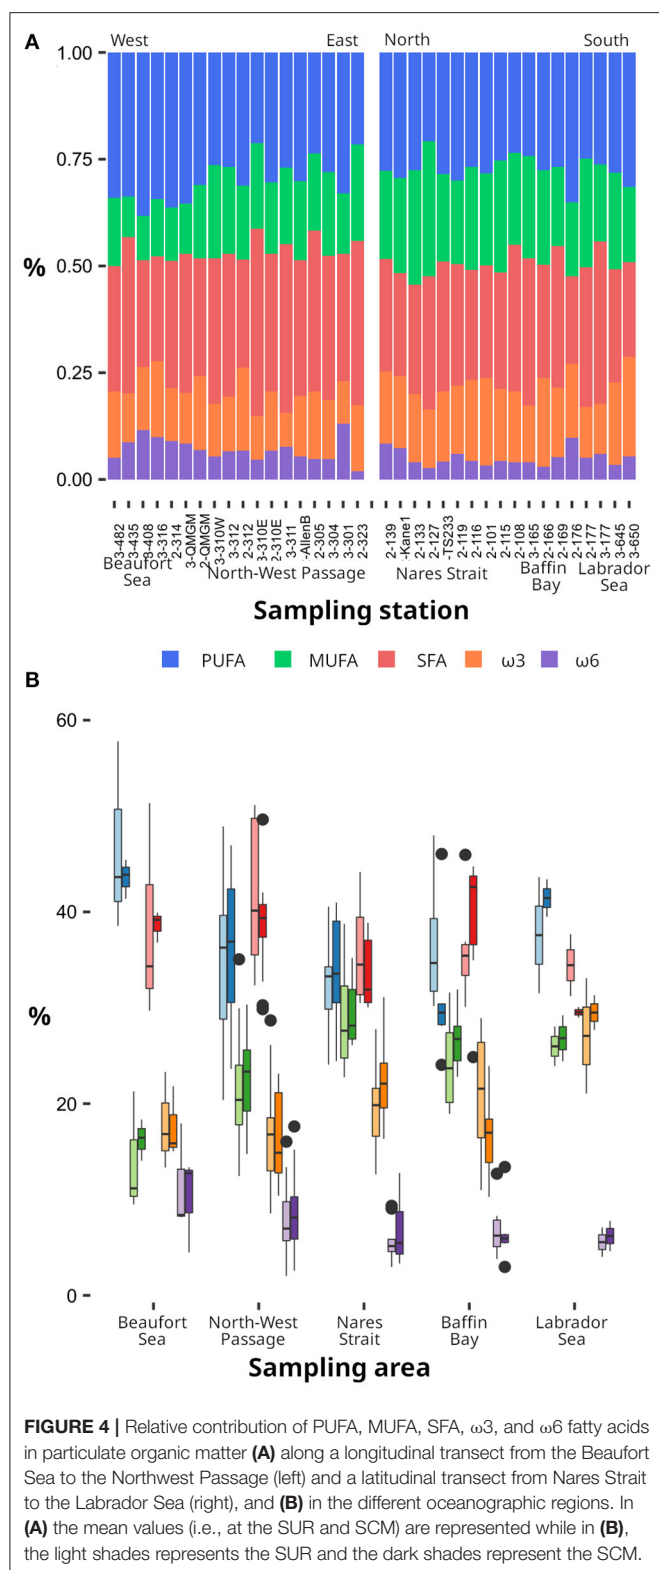 A
West East North South
1.00
0.75
0.50
0.25
0.00
%
3-482
3-435
3-408
3-316
2-314
3-QMGM
2-QMGM
3-310W
3-312
2-312
3-310E
2-310E
3-311
-AllenB
2-305
3-304
3-301
2-323
2-139
-Kane1
2-133
2-127
-TS233
2-119
2-116
2-101
2-115
2-108
3-165
2-166
2-169
2-176
2-177
3-177
3-645
3-650
Beaufort Sea
North-West Passage
Nares Strait
Baffin Bay
Labrador Sea
Sampling station
PUFA MUFA SFA ω3 ω6
B
60
40
20
0
%
Beaufort Sea
North-West Passage
Nares Strait
Baffin Bay
Labrador Sea
Sampling area
FIGURE 4 | Relative contribution of PUFA, MUFA, SFA, ω3, and ω6 fatty acids
in particulate organic matter (A) along a longitudinal transect from the Beaufort
Sea to the Northwest Passage (left) and a latitudinal transect from Nares Strait
to the Labrador Sea (right), and (B) in the different oceanographic regions. In
(A) the mean values (i.e., at the SUR and SCM) are represented while in (B),
the light shades represents the SUR and the dark shades represent the SCM.